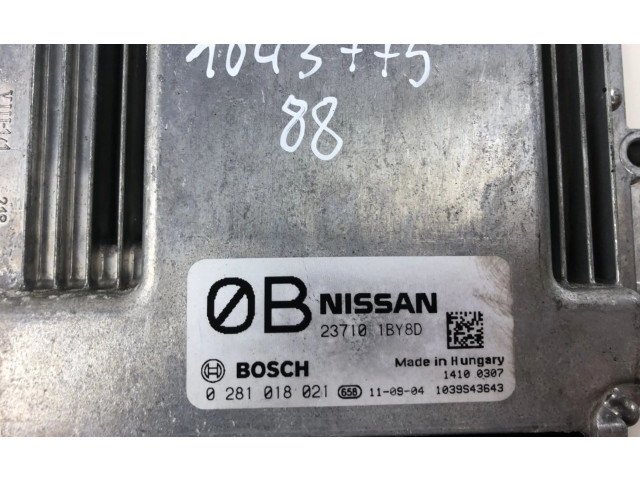 1043775
88
ØB NISSAN
23710 1BY8D
BOSCH
Made in Hungary
1410 0307
0 281 018 021 658 11-09-04 1039S43643